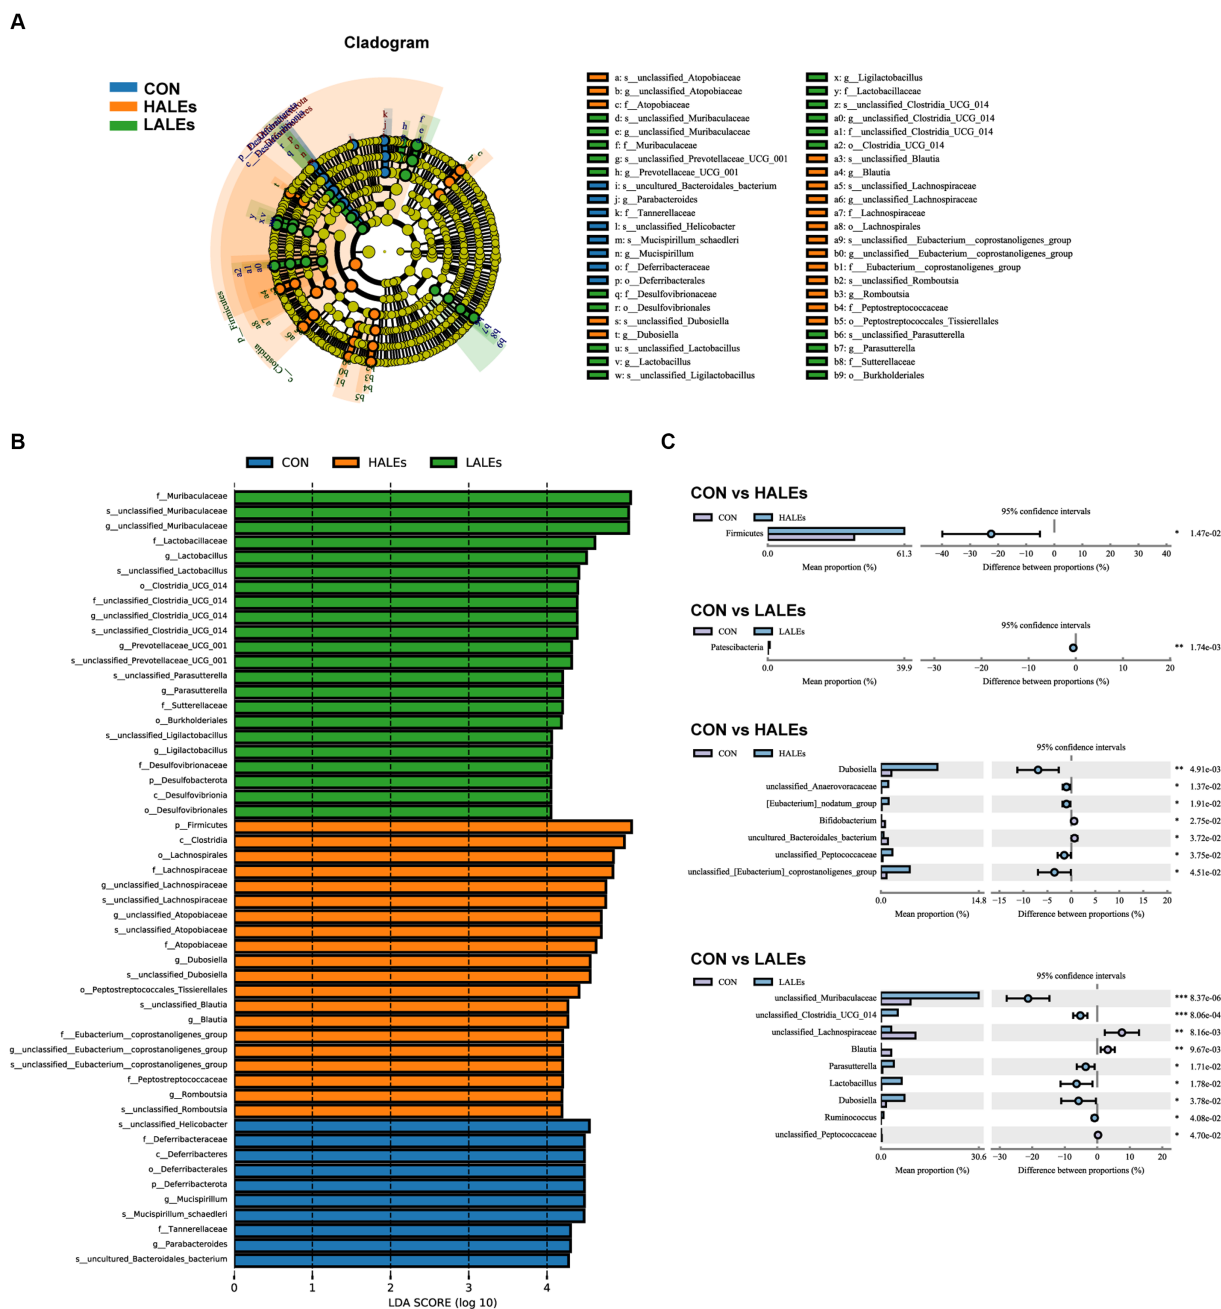 A
Cladogram
CON
HALEs
LALEs
a: s__unclassified_Atopobiaceae
b: g__unclassified_Atopobiaceae
c: f__Atopobiaceae
d: s__unclassified_Muribaculaceae
e: g__unclassified_Muribaculaceae
f: f__Muribaculaceae
g: s__unclassified_Prevotellaceae_UCG_001
h: g__Prevotellaceae_UCG_001
i: s__uncultured_Bacteroidales_bacterium
j: g__Parabacteroides
k: f__Tannerellaceae
l: s__unclassified_Helicobacter
m: s__Mucispirillum_schaedleri
n: g__Mucispirillum
o: f__Deferribacteraceae
p: o__Deferribacterales
q: f__Desulfovibrionaceae
r: o__Desulfovibrionales
s: s__unclassified_Dubosiella
t: g__Dubosiella
u: s__unclassified_Lactobacillus
v: g__Lactobacillus
w: s__unclassified_Ligilactobacillus
x: g__Ligilactobacillus
y: f__Lactobacillaceae
z: s__unclassified_Clostridia_UCG_014
a0: g__unclassified_Clostridia_UCG_014
a1: f__unclassified_Clostridia_UCG_014
a2: o__Clostridia_UCG_014
a3: s__unclassified_Blautia
a4: g__Blautia
a5: s__unclassified_Lachnospiraceae
a6: g__unclassified_Lachnospiraceae
a7: f__Lachnospiraceae
a8: o__Lachnospirales
a9: s__unclassified__Eubacterium__coprostanoligenes_group
b0: g__unclassified__Eubacterium__coprostanoligenes_group
b1: f__Eubacterium__coprostanoligenes_group
b2: s__unclassified_Romboutsia
b3: g__Romboutsia
b4: f__Peptostreptococcaceae
b5: o__Peptostreptococcales_Tissierellales
b6: s__unclassified_Parasutterella
b7: g__Parasutterella
b8: f__Sutterellaceae
b9: o__Burkholderiales
p__Firmicutes
c__Clostridia
B
CON HALEs LALEs
f__Muribaculaceae
s__unclassified_Muribaculaceae
g__unclassified_Muribaculaceae
f__Lactobacillaceae
g__Lactobacillus
s__unclassified_Lactobacillus
o__Clostridia_UCG_014
f__unclassified_Clostridia_UCG_014
g__unclassified_Clostridia_UCG_014
s__unclassified_Clostridia_UCG_014
g__Prevotellaceae_UCG_001
s__unclassified_Prevotellaceae_UCG_001
s__unclassified_Parasutterella
g__Parasutterella
f__Sutterellaceae
o__Burkholderiales
s__unclassified_Ligilactobacillus
g__Ligilactobacillus
f__Desulfovibrionaceae
p__Desulfobacterota
c__Desulfovibrionia
o__Desulfovibrionales
p__Firmicutes
c__Clostridia
o__Lachnospirales
f__Lachnospiraceae
g__unclassified_Lachnospiraceae
s__unclassified_Lachnospiraceae
g__unclassified_Atopobiaceae
s__unclassified_Atopobiaceae
f__Atopobiaceae
g__Dubosiella
s__unclassified_Dubosiella
o__Peptostreptococcales_Tissierellales
s__unclassified_Blautia
g__Blautia
f__Eubacterium__coprostanoligenes_group
g__unclassified__Eubacterium__coprostanoligenes_group
s__unclassified__Eubacterium__coprostanoligenes_group
f__Peptostreptococcaceae
g__Romboutsia
s__unclassified_Romboutsia
s__unclassified_Helicobacter
f__Deferribacteraceae
c__Deferribacteres
o__Deferribacterales
p__Deferribacterota
g__Mucispirillum
s__Mucispirillum_schaedleri
f__Tannerellaceae
g__Parabacteroides
s__uncultured_Bacteroidales_bacterium
0 1 2 3 4
LDA SCORE (log 10)
C
CON vs HALEs
95% confidence intervals
CON HALEs
Firmicutes * 1.47e-02
0.0 61.3 −40 −30 −20 −10 0 10 20 30 40
Mean proportion (%) Difference between proportions (%)
CON vs LALEs
95% confidence intervals
CON LALEs
Patescibacteria ** 1.74e-03
0.0 39.9 −30 −20 −10 0 10 20
Mean proportion (%) Difference between proportions (%)
CON vs HALEs
95% confidence intervals
CON HALEs
Dubosiella ** 4.91e-03
unclassified_Anaerovoracaceae * 1.37e-02
[Eubacterium]_nodatum_group * 1.91e-02
Bifidobacterium * 2.75e-02
uncultured_Bacteroidales_bacterium * 3.72e-02
unclassified_Peptococcaceae * 3.75e-02
unclassified_[Eubacterium]_coprostanoligenes_group * 4.51e-02
0.0 14.8 −15 −10 −5 0 5 10 15 20
Mean proportion (%) Difference between proportions (%)
CON vs LALEs
95% confidence intervals
CON LALEs
unclassified_Muribaculaceae *** 8.37e-06
unclassified_Clostridia_UCG_014 *** 8.06e-04
unclassified_Lachnospiraceae ** 8.16e-03
Blautia ** 9.67e-03
Parasutterella * 1.71e-02
Lactobacillus * 1.78e-02
Dubosiella * 3.78e-02
Ruminococcus * 4.08e-02
unclassified_Peptococcaceae * 4.70e-02
0.0 30.6 −30 −20 −10 0 10 20
Mean proportion (%) Difference between proportions (%)